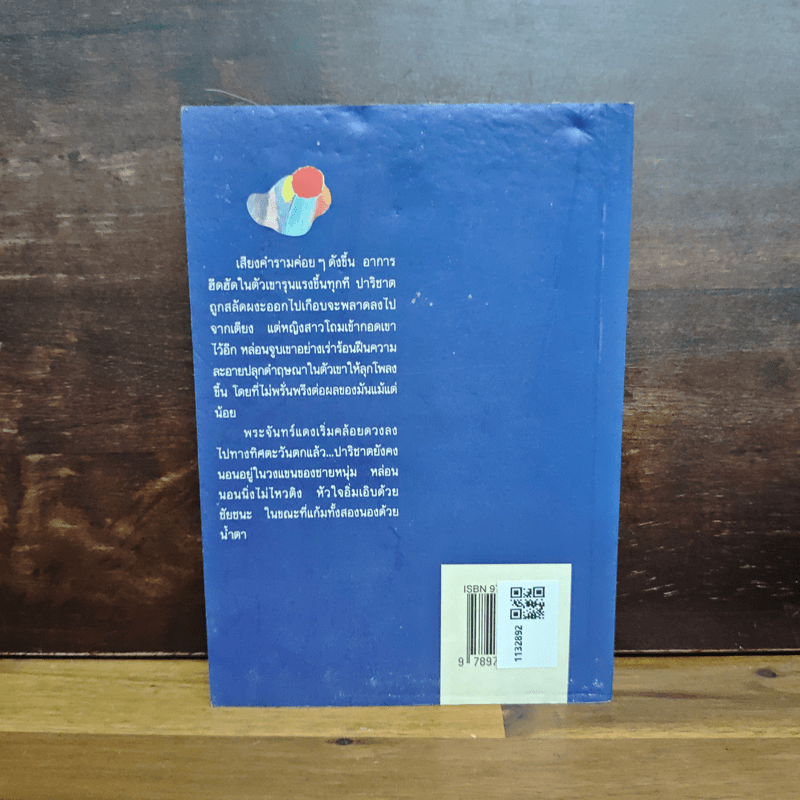 เสียงคำรามค่อย ๆ ดังขึ้น อาการ
ฮึดฮัดในตัวเขารุนแรงขึ้นทุกที ปาริชาต
ถูกสลัดผงะออกไปเกือบจะพลาดลงไป
จากเตียง แต่หญิงสาวโถมเข้ากอดเขา
ไว้อีก หล่อนจูบเขาอย่างเร่าร้อนฝืนความ
ละอายปลุกดำฤษณาในตัวเขาให้ลุกโพลง
ขึ้น โดยที่ไม่พรั่นพรึงต่อผลของมันแม้แต่
น้อย
พระจันทร์แดงเริ่มคล้อยดวงลง
ไปทางทิศตะวันตกแล้ว...ปาริชาตยังคง
นอนอยู่ในวงแขนของชายหนุ่ม หล่อน
นอนนิ่งไม่ไหวติง หัวใจอิ่มเอิบด้วย
ชัยชนะ ในขณะที่แก้มทั้งสองนองด้วย
น้ำตา
ISBN 97
9 7897
1132892